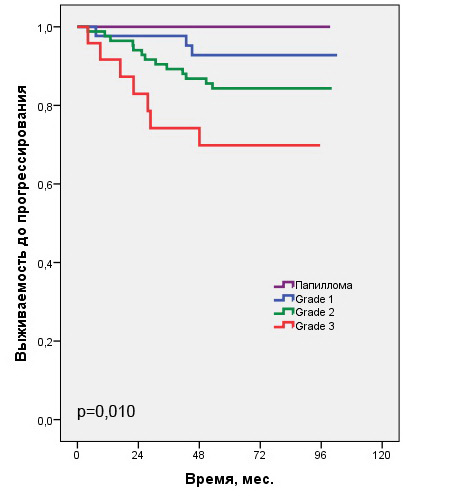 Выживаемость до прогрессирования
1,0
0,8
0,6
0,4
0,2
0,0
Папиллома
Grade 1
Grade 2
Grade 3
p=0,010
0 24 48 72 96 120
Время, мес.